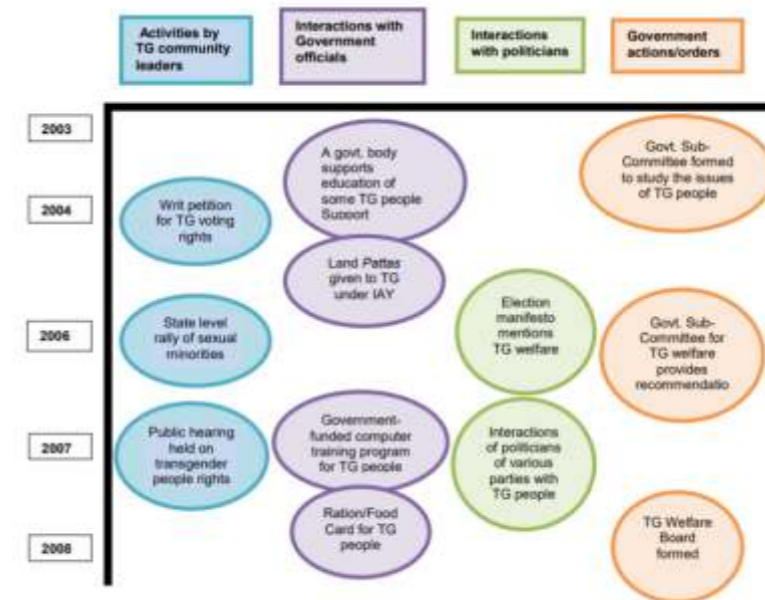 Activities by
TG community
leaders
Interactions with
Government
officials
Interactions
with politicians
Government
actions/orders
2003
A govt. body
supports
education of
some TG people
Support
Govt. Sub-
Committee formed
to study the issues
of TG people
2004
Writ petition
for TG voting
rights
Land Pattas
given to TG
under IAY
2006
State level
rally of sexual
minorities
Election
manifesto
mentions
TG welfare
Govt. Sub-
Committee for
TG welfare
provides
recommendatio
2007
Public hearing
held on
transgender
people rights
Government-
funded computer
training program
for TG people
Interactions
of politicians
of various
parties with
TG people
2008
Ration/Food
Card for TG
people
TG Welfare
Board
formed